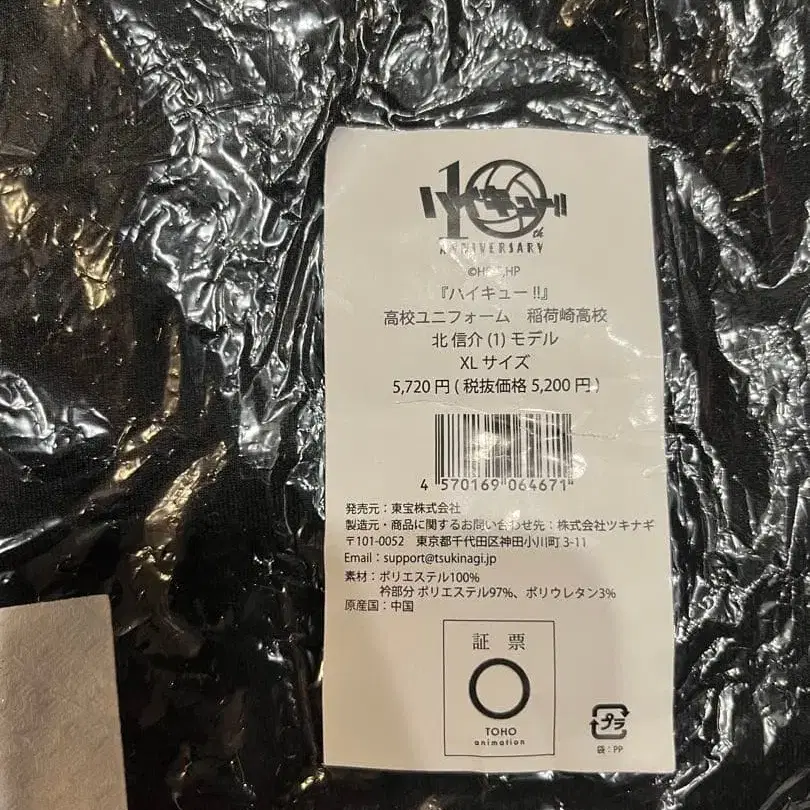 ハイキュー!!
10th
ANNIVERSARY
『ハイキュー!!』
高校ユニフォーム 稲荷崎高校
北 信介 (1) モデル
XL サイズ
5,720 円 ( 税抜価格 5,200 円 )
4 570169 064671
発売元：東宝株式会社
製造元・商品に関するお問い合わせ先：株式会社ツキナギ
〒101-0052 東京都千代田区神田小川町 3-11
Email：support@tsukinagi.jp
素材：ポリエステル100%
衿部分 ポリエステル97%、ポリウレタン3%
原産国：中国
証票
TOHO
animation
プラ
袋：PP